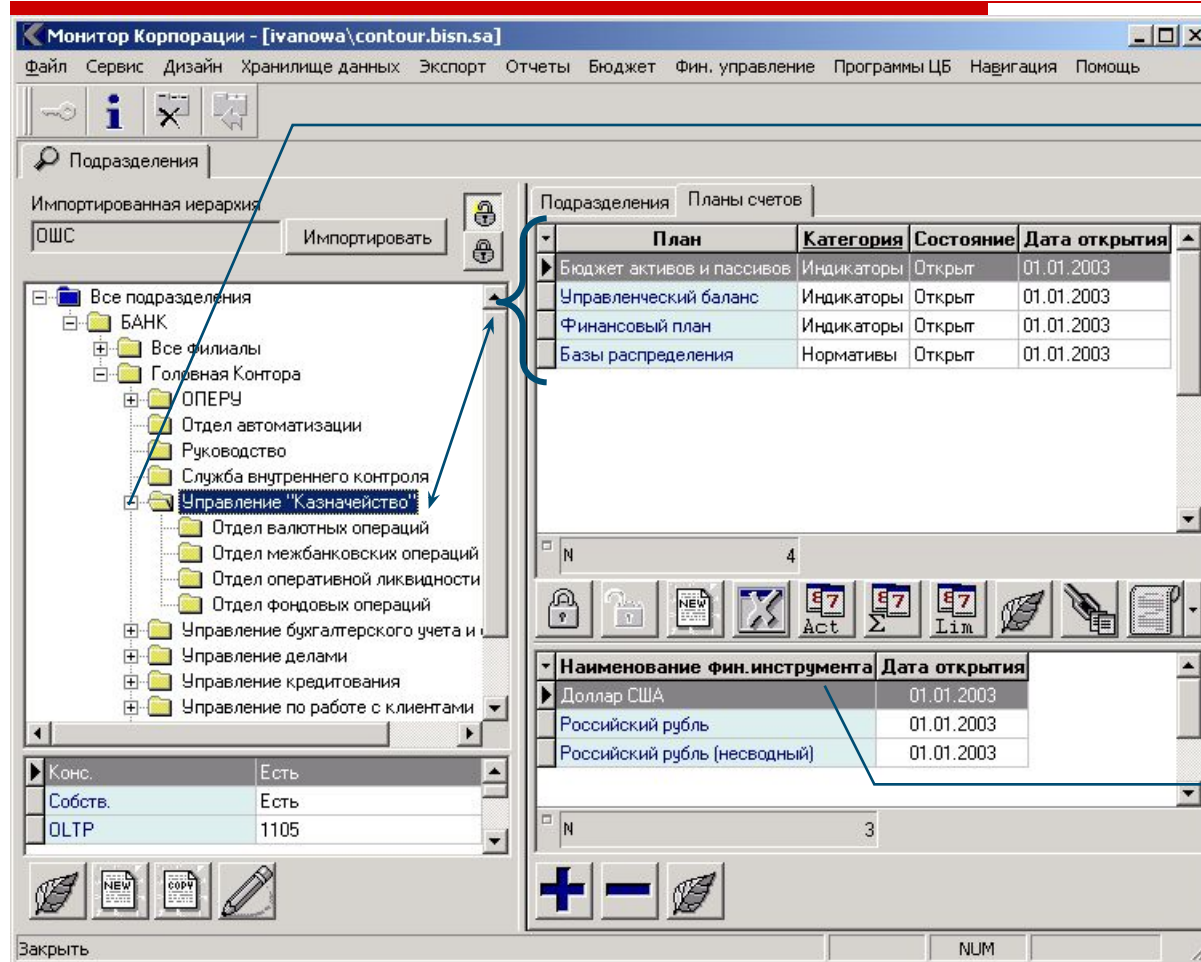 Монитор Корпорации - [ivanowa\contour.bisn.sa]
Файл Сервис Дизайн Хранилище данных Экспорт Отчеты Бюджет Фин. управление Программы ЦБ Навигация Помощь
Подразделения
Импортированная иерархия
ОШС
Импортировать
Все подразделения
БАНК
Все филиалы
Головная Контора
ОПЕРУ
Отдел автоматизации
Руководство
Служба внутреннего контроля
Управление "Казначейство"
Отдел валютных операций
Отдел межбанковских операций
Отдел оперативной ликвидности
Отдел фондовых операций
Управление бухгалтерского учета и
Управление делами
Управление кредитования
Управление по работе с клиентами
Конс. Есть
Собств. Есть
OLTP 1105
NEW COPY
Подразделения Планы счетов
План Категория Состояние Дата открытия
Бюджет активов и пассивов Индикаторы Открыт 01.01.2003
Управленческий баланс Индикаторы Открыт 01.01.2003
Финансовый план Индикаторы Открыт 01.01.2003
Базы распределения Нормативы Открыт 01.01.2003
N 4
NEW 87 Act 87 Σ 87 Lim
Наименование фин.инструмента Дата открытия
Доллар США 01.01.2003
Российский рубль 01.01.2003
Российский рубль (несводный) 01.01.2003
N 3
Закрыть NUM